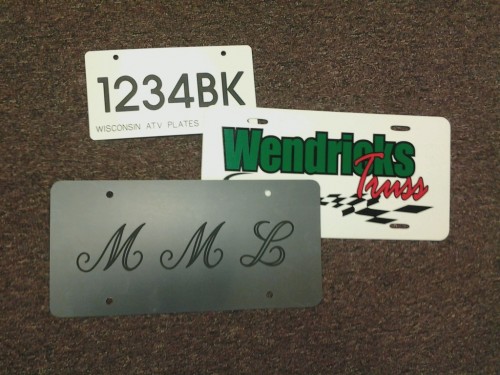 1234BK
WISCONSIN ATV PLATES
Wendricks
Truss
M M L